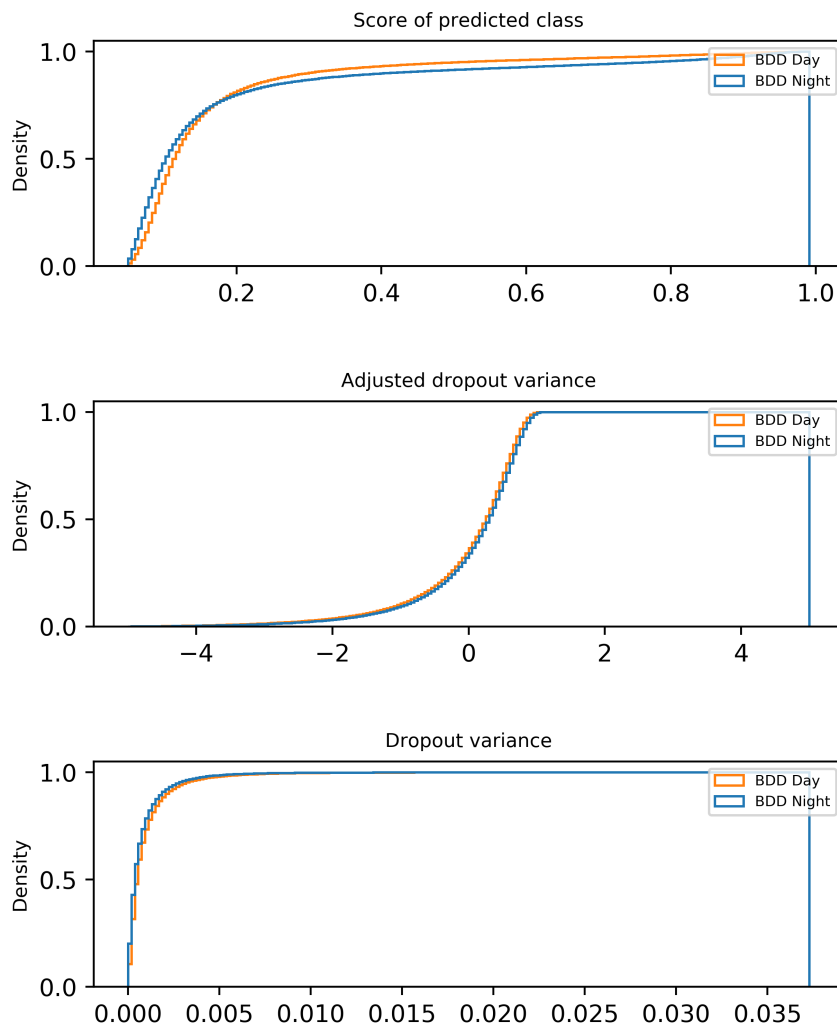 Score of predicted class
1.0
0.5
0.0
Density
BDD Day
BDD Night
0.2 0.4 0.6 0.8 1.0
Adjusted dropout variance
1.0
0.5
0.0
Density
BDD Day
BDD Night
−4 −2 0 2 4
Dropout variance
1.0
0.5
0.0
Density
BDD Day
BDD Night
0.000 0.005 0.010 0.015 0.020 0.025 0.030 0.035